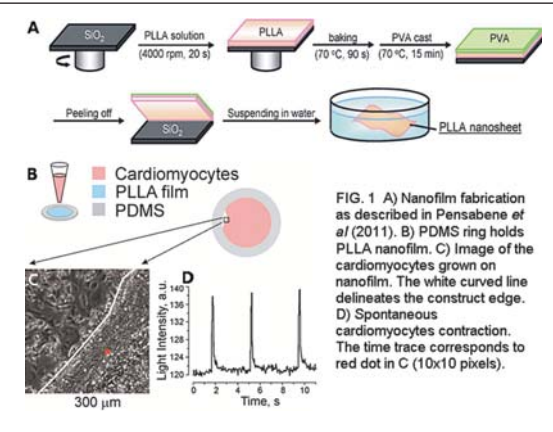 A
SiO2
PLLA solution
(4000 rpm, 20 s)
PLLA
baking
(70 ºC, 90 s)
PVA cast
(70 ºC, 15 min)
PVA
Peeling off
SiO2
Suspending in water
PLLA nanosheet
B
Cardiomyocytes
PLLA film
PDMS
FIG. 1 A) Nanofilm fabrication
as described in Pensabene et
al (2011). B) PDMS ring holds
PLLA nanofilm. C) Image of the
cardiomyocytes grown on
nanofilm. The white curved line
delineates the construct edge.
D) Spontaneous
cardiomyocytes contraction.
The time trace corresponds to
red dot in C (10x10 pixels).
C
300 μm
D
Light Intensity, a.u.
140
136
132
128
124
120
0 2 4 6 8 10
Time, s